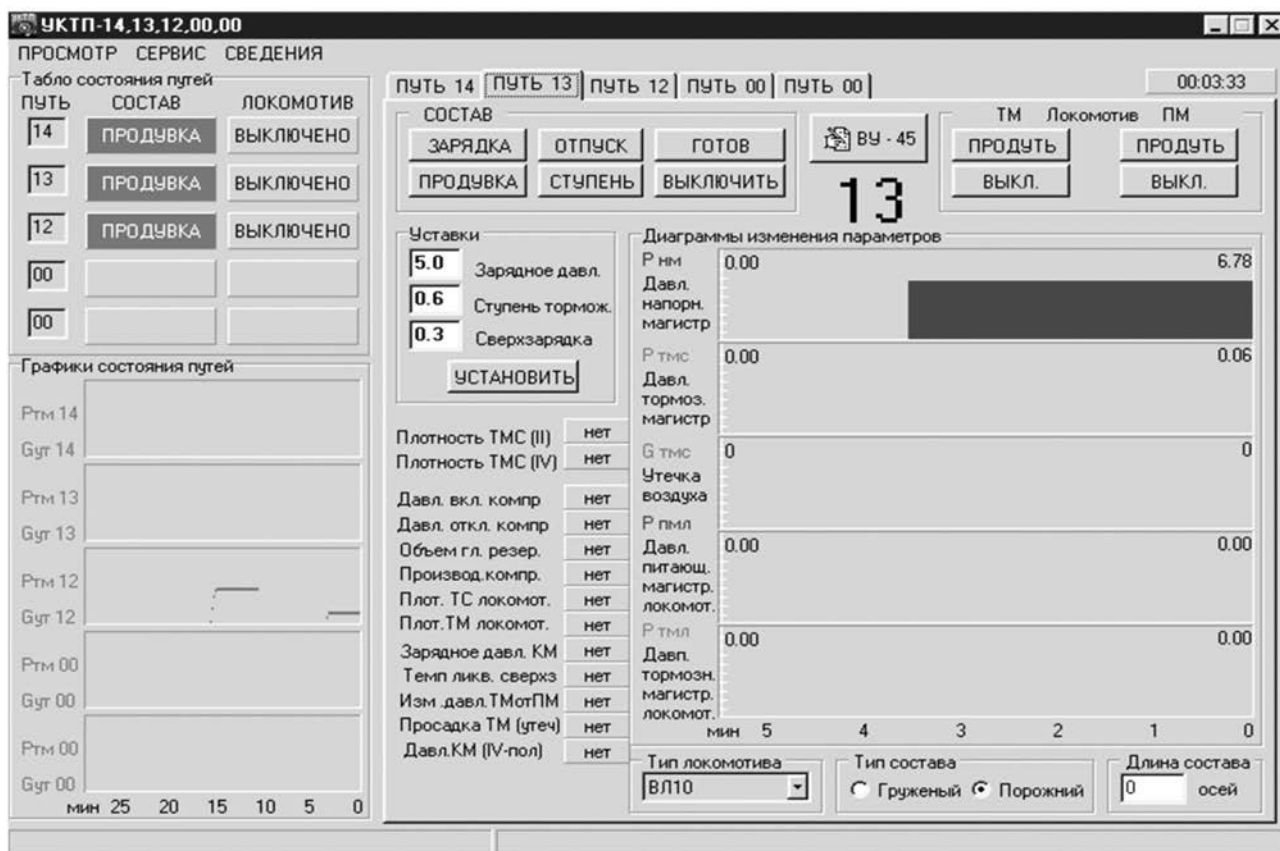 УКТП-14,13,12,00,00
ПРОСМОТР СЕРВИС СВЕДЕНИЯ
Табло состояния путей
ПУТЬ СОСТАВ ЛОКОМОТИВ
14 ПРОДУВКА ВЫКЛЮЧЕНО
13 ПРОДУВКА ВЫКЛЮЧЕНО
12 ПРОДУВКА ВЫКЛЮЧЕНО
00
00
Графики состояния путей
Pтм 14
Gут 14
Pтм 13
Gут 13
Pтм 12
Gут 12
Pтм 00
Gут 00
Pтм 00
Gут 00
мин 25 20 15 10 5 0
ПУТЬ 14 ПУТЬ 13 ПУТЬ 12 ПУТЬ 00 ПУТЬ 00
00:03:33
СОСТАВ
ЗАРЯДКА ОТПУСК ГОТОВ
ПРОДУВКА СТУПЕНЬ ВЫКЛЮЧИТЬ
ВУ - 45
13
ТМ Локомотив ПМ
ПРОДУТЬ ПРОДУТЬ
ВЫКЛ. ВЫКЛ.
Уставки
5.0 Зарядное давл.
0.6 Ступень тормож.
0.3 Сверхзарядка
УСТАНОВИТЬ
Плотность ТМС (II) нет
Плотность ТМС (IV) нет
Давл. вкл. компр нет
Давл. откл. компр нет
Объем гл. резер. нет
Производ.компр. нет
Плот. ТС локомот. нет
Плот.ТМ локомот. нет
Зарядное давл. КМ нет
Темп ликв. сверхз нет
Изм .давл.ТМотПМ нет
Просадка ТМ (утеч) нет
Давл.КМ (IV-пол) нет
Диаграммы изменения параметров
P нм 0.00 6.78
Давл.
напорн.
магистр
P тмс 0.00 0.06
Давл.
тормоз.
магистр
G тмс 0 0
Утечка
воздуха
P пмл
Давл. 0.00 0.00
питающ.
магистр.
локомот.
P тмл 0.00 0.00
Давп.
тормозн.
магистр.
локомот.
мин 5 4 3 2 1 0
Тип локомотива
ВЛ10
Тип состава
Груженый Порожний
Длина состава
0 осей